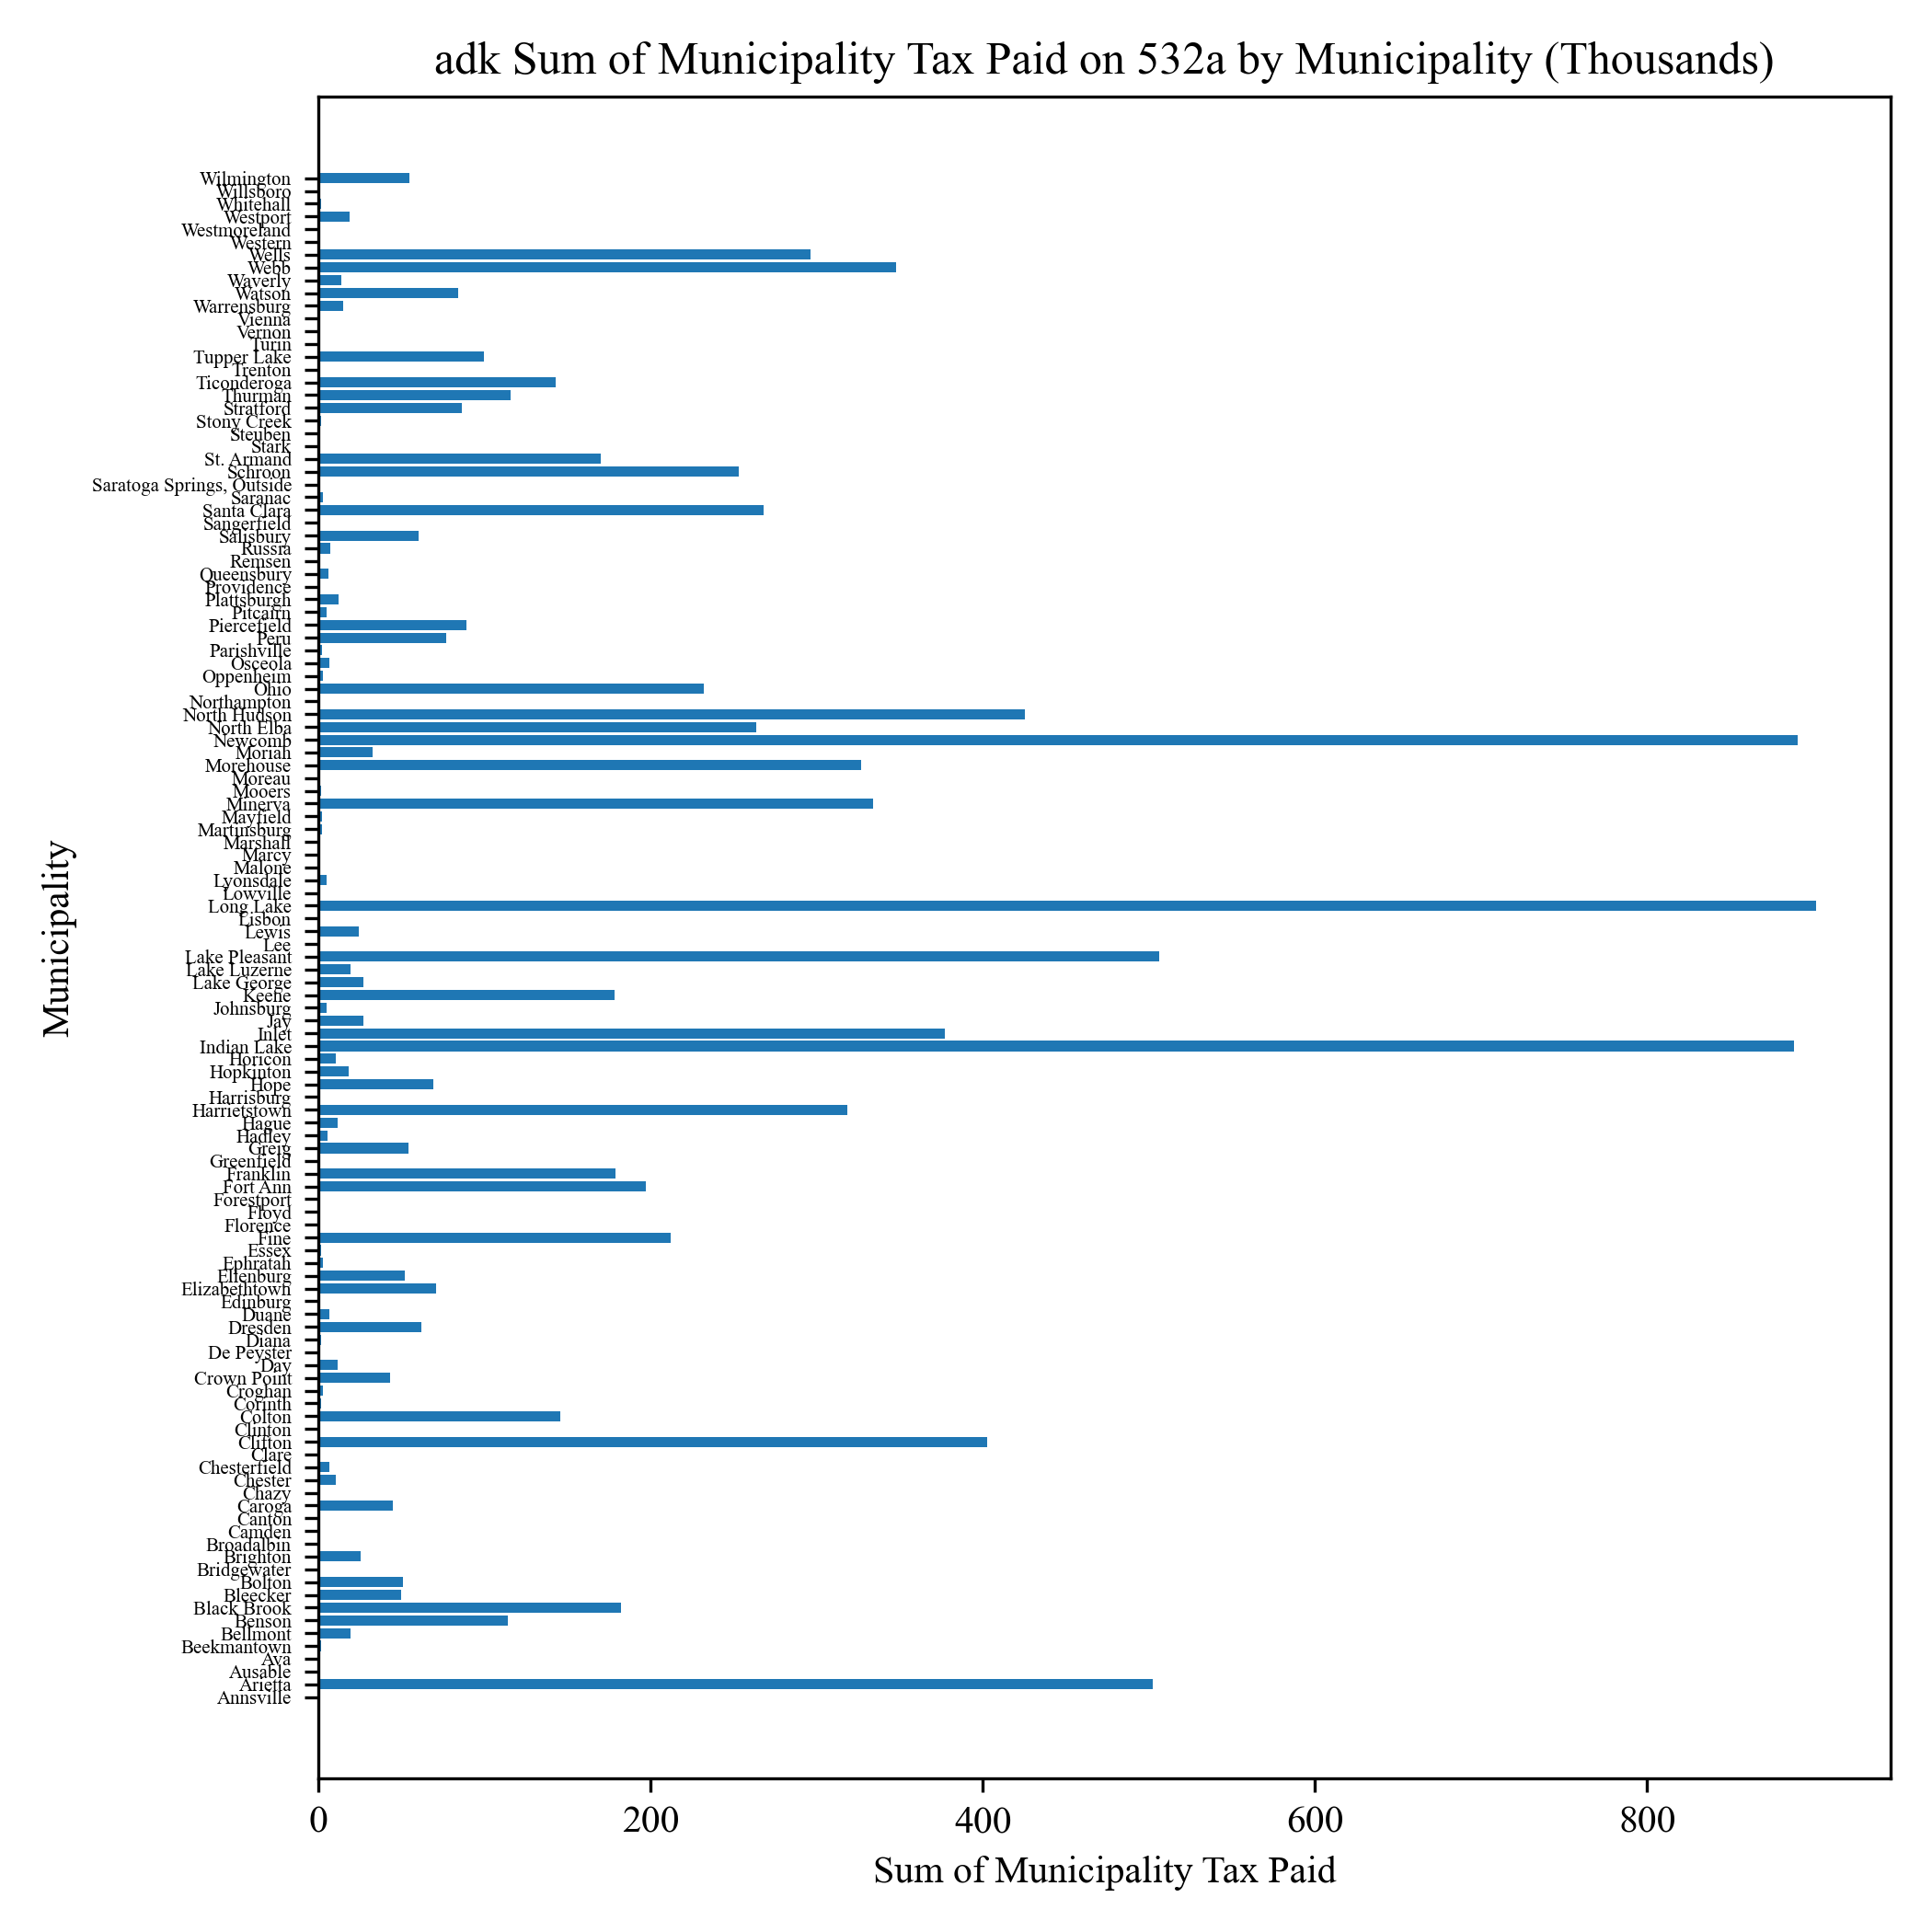 adk Sum of Municipality Tax Paid on 532a by Municipality (Thousands)
Wilmington
Willsboro
Whitehall
Westport
Westmoreland
Western
Wells
Webb
Waverly
Watson
Warrensburg
Vienna
Vernon
Turin
Tupper Lake
Trenton
Ticonderoga
Thurman
Stratford
Stony Creek
Steuben
Stark
St. Armand
Schroon
Saratoga Springs, Outside
Saranac
Santa Clara
Sangerfield
Salisbury
Russia
Remsen
Queensbury
Providence
Plattsburgh
Pitcairn
Piercefield
Peru
Parishville
Osceola
Oppenheim
Ohio
Northampton
North Hudson
North Elba
Newcomb
Moriah
Morehouse
Moreau
Mooers
Minerva
Mayfield
Martinsburg
Marshall
Marcy
Malone
Lyonsdale
Lowville
Long Lake
Lisbon
Lewis
Lee
Lake Pleasant
Lake Luzerne
Lake George
Keene
Johnsburg
Jay
Inlet
Indian Lake
Horicon
Hopkinton
Hope
Harrisburg
Harrietstown
Hague
Hadley
Greig
Greenfield
Franklin
Fort Ann
Forestport
Floyd
Florence
Fine
Essex
Ephratah
Ellenburg
Elizabethtown
Edinburg
Duane
Dresden
Diana
De Peyster
Day
Crown Point
Croghan
Corinth
Colton
Clinton
Clifton
Clare
Chesterfield
Chester
Chazy
Caroga
Canton
Camden
Broadalbin
Brighton
Bridgewater
Bolton
Bleecker
Black Brook
Benson
Bellmont
Beekmantown
Ava
Ausable
Arietta
Annsville
Municipality
0 200 400 600 800
Sum of Municipality Tax Paid